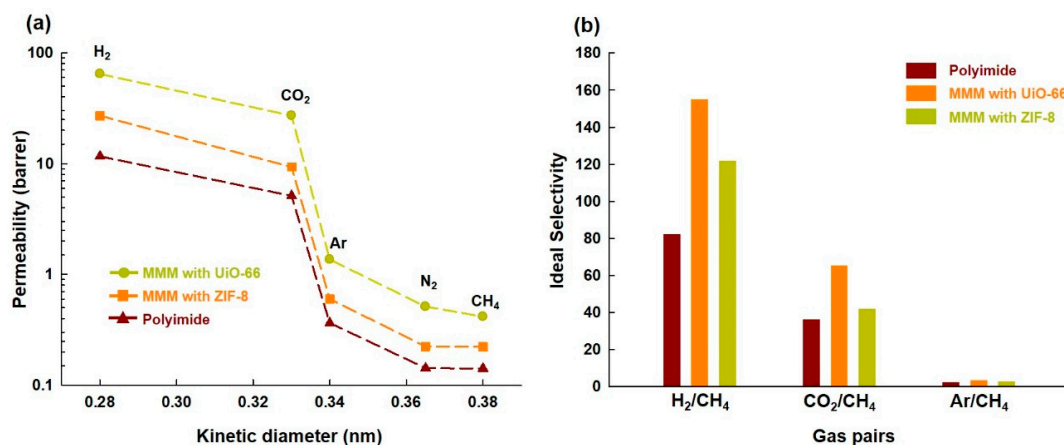 (a)
H2
CO2
Ar
N2
CH4
100
10
1
0.1
Permeability (barrer)
MMM with UiO-66
MMM with ZIF-8
Polyimide
0.28
0.30
0.32
0.34
0.36
0.38
Kinetic diameter (nm)
(b)
180
160
140
120
100
80
60
40
20
0
Ideal Selectivity
Polyimide
MMM with UiO-66
MMM with ZIF-8
H2/CH4
CO2/CH4
Ar/CH4
Gas pairs